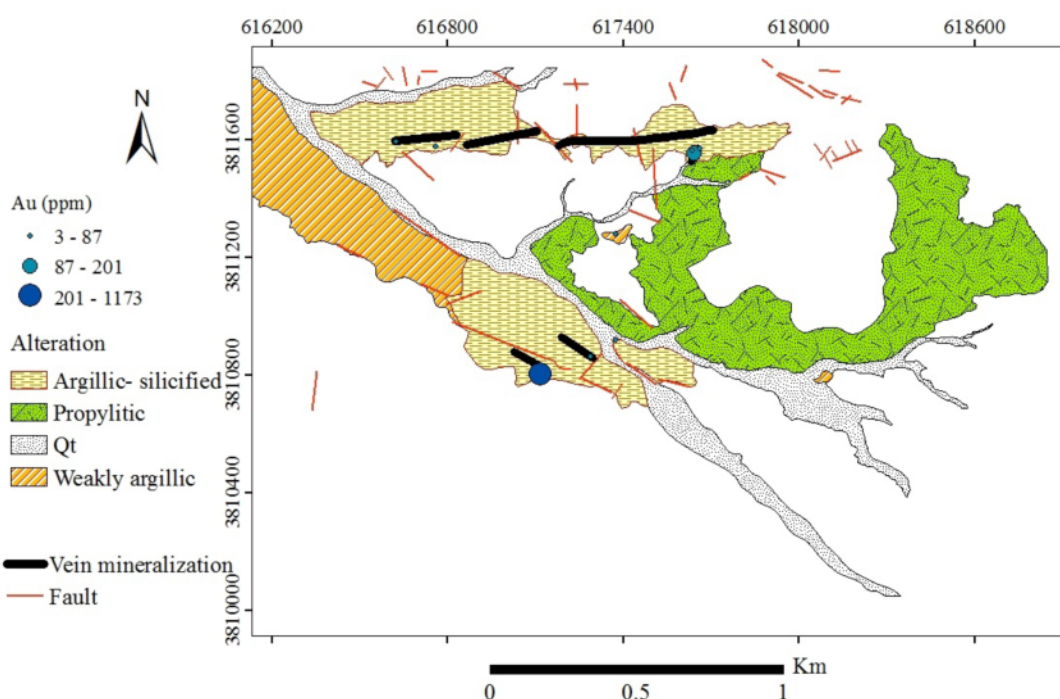 616200 616800 617400 618000 618600
N
Au (ppm)
3 - 87
87 - 201
201 - 1173
Alteration
Argillic- silicified
Propylitic
Qt
Weakly argillic
Vein mineralization
Fault
3811600
3811200
3810800
3810400
3810000
Km
0 0.5 1